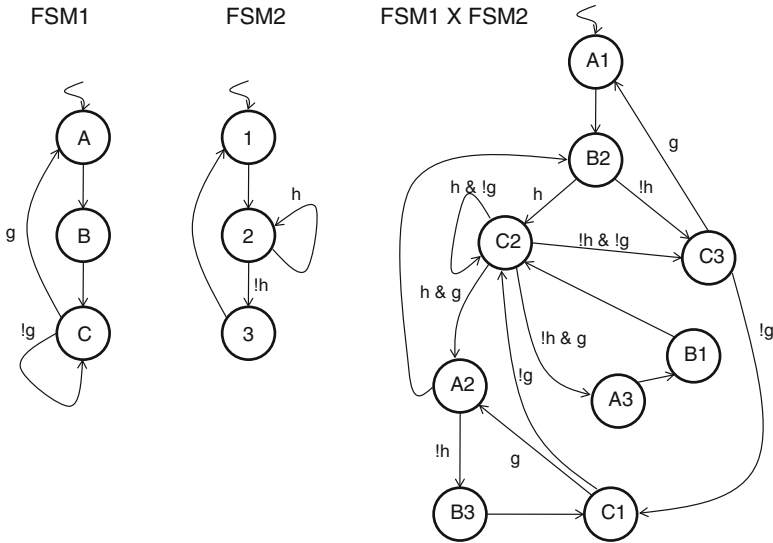 FSM1
FSM2
FSM1 X FSM2
A
B
C
g
!g
1
2
3
h
!h
A1
B2
C2
C3
A2
A3
B1
B3
C1
g
h
!h
h & !g
!h & !g
h & g
!h & g
!g
!g
!h
g